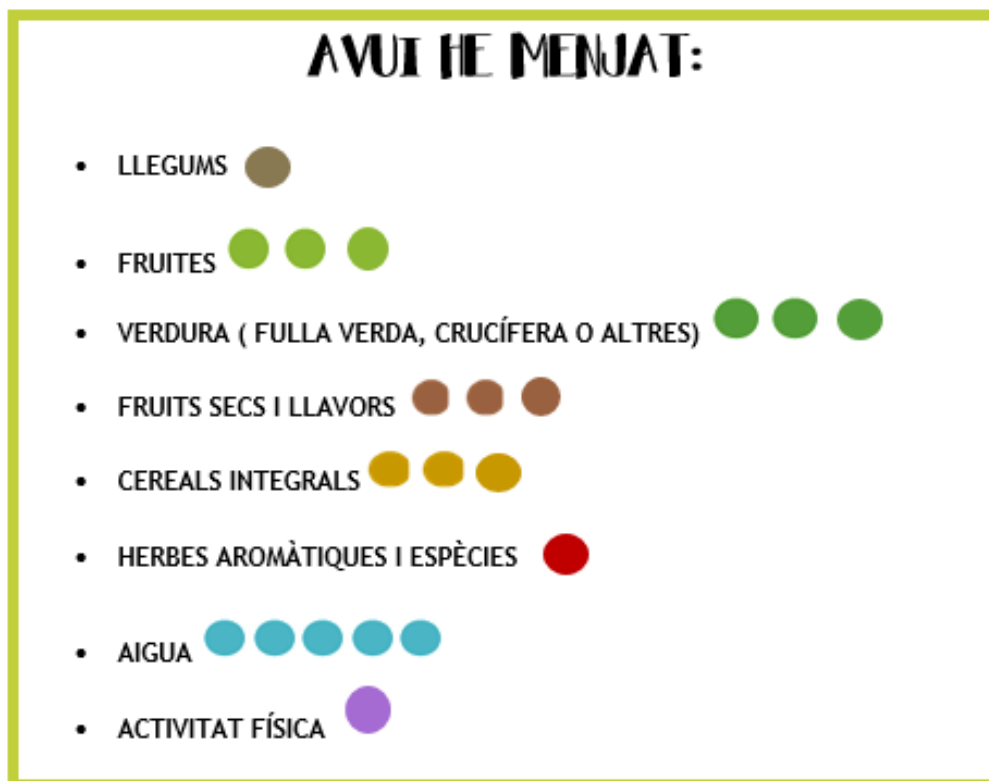 AVUI HE MENJAT:
• LLEGUMS
• FRUITES
• VERDURA ( FULLA VERDA, CRUCÍFERA O ALTRES)
• FRUITS SECS I LLAVORS
• CEREALS INTEGRALS
• HERBES AROMÀTIQUES I ESPÈCIES
• AIGUA
• ACTIVITAT FÍSICA